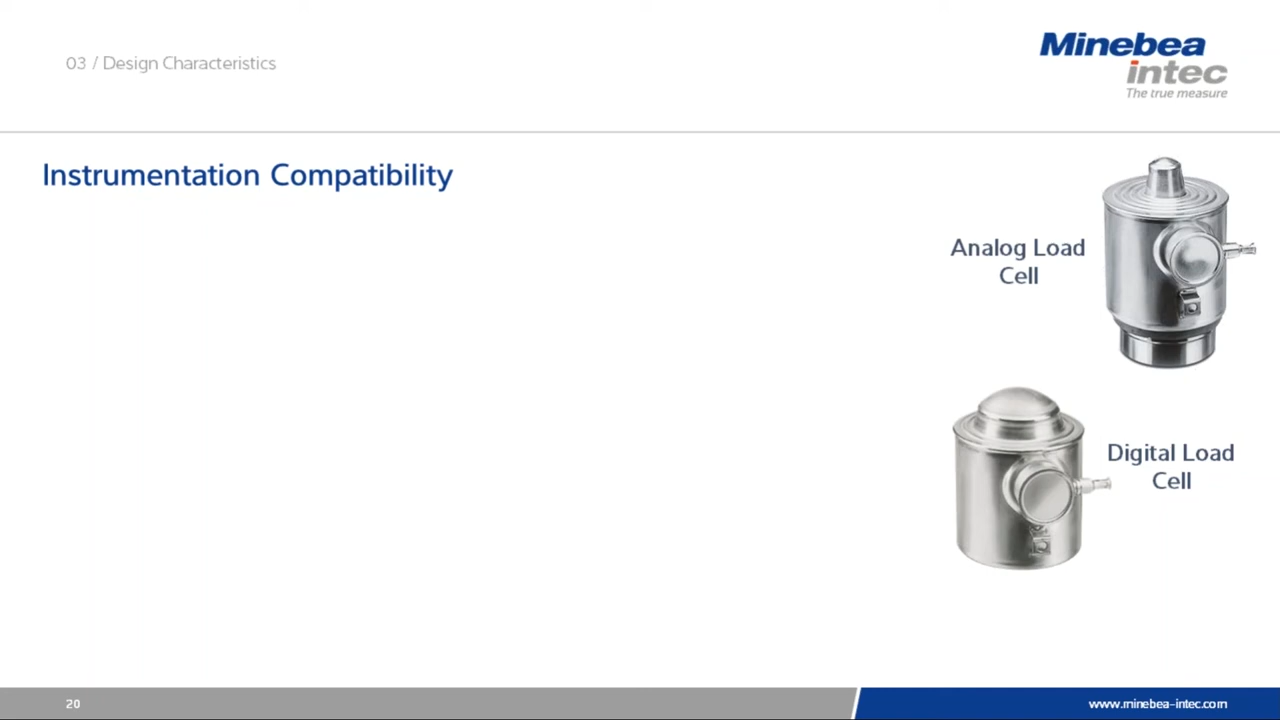 03 / Design Characteristics
Minebea
intec
The true measure
Instrumentation Compatibility
Analog Load
Cell
Digital Load
Cell
20
www.minebea-intec.com